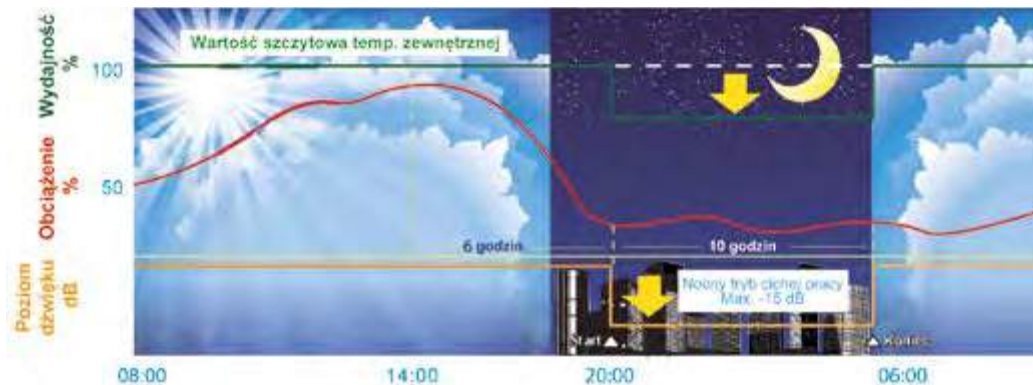 Wydajność
%
Obciążenie
%
Poziom
dźwięku
dB
100
50
Wartość szczytowa temp. zewnętrznej
6 godzin
10 godzin
Nocny tryb cichej pracy
Max. -15 dB
Start
Koniec
08:00
14:00
20:00
06:00